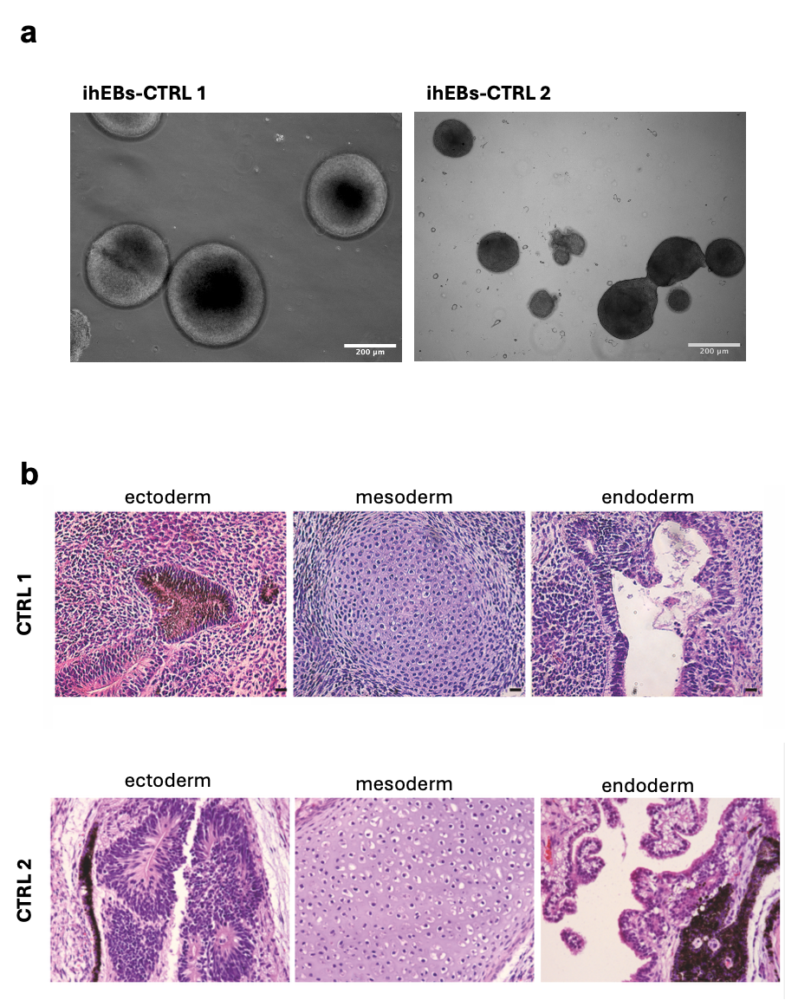 a
ihEBs-CTRL 1
ihEBs-CTRL 2
200 µm
200 µm
b
ectoderm
mesoderm
endoderm
CTRL 1
ectoderm
mesoderm
endoderm
CTRL 2